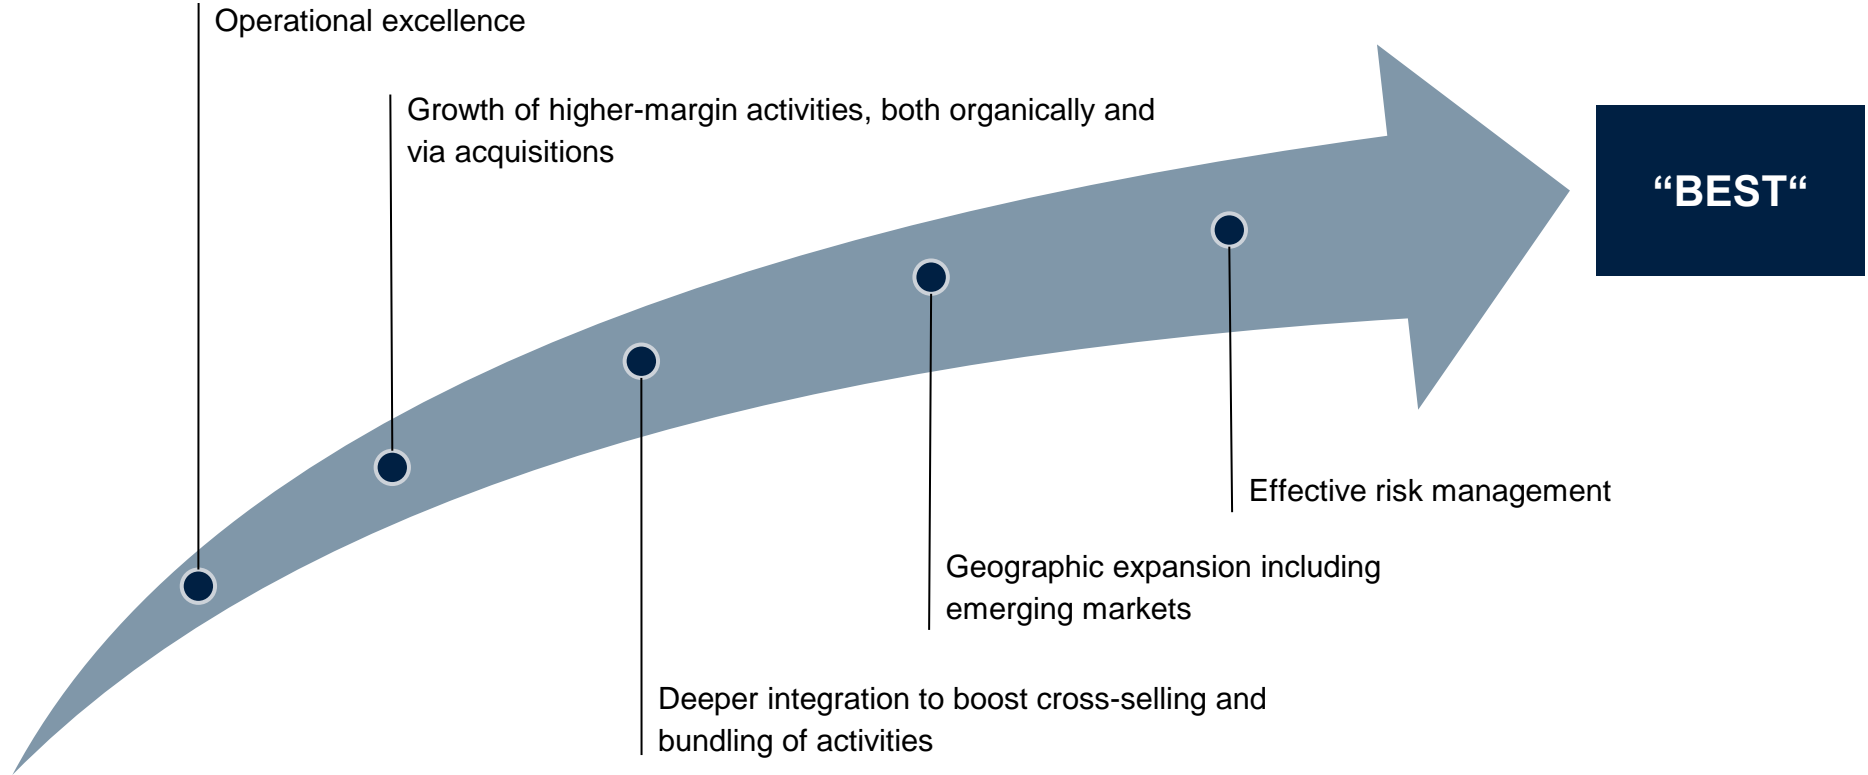 Operational excellence
Growth of higher-margin activities, both organically and
via acquisitions
“BEST“
Effective risk management
Geographic expansion including
emerging markets
Deeper integration to boost cross-selling and
bundling of activities